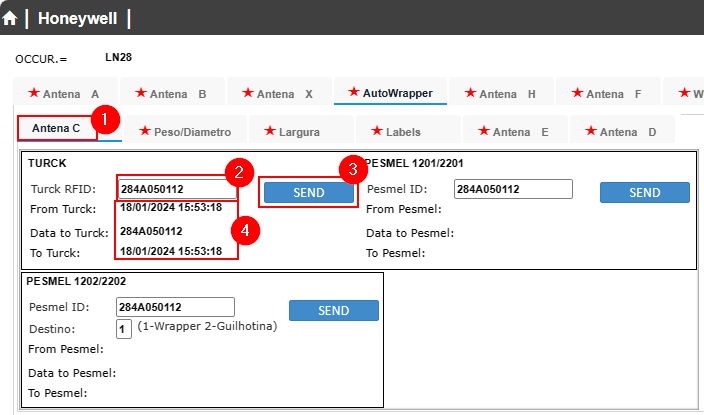 Honeywell
OCCUR.= LN28
Antena A Antena B Antena X AutoWrapper Antena H Antena F W
1
Antena C Peso/Diametro Largura Labels Antena E Antena D
TURCK PESMEL 1201/2201
2 3
Turck RFID: 284A050112 SEND Pesmel ID: 284A050112 SEND
From Turck: 18/01/2024 15:53:18 From Pesmel:
4
Data to Turck: 284A050112 Data to Pesmel:
To Turck: 18/01/2024 15:53:18 To Pesmel:
PESMEL 1202/2202
Pesmel ID: 284A050112 SEND
Destino: 1 (1-Wrapper 2-Guilhotina)
From Pesmel:
Data to Pesmel:
To Pesmel: